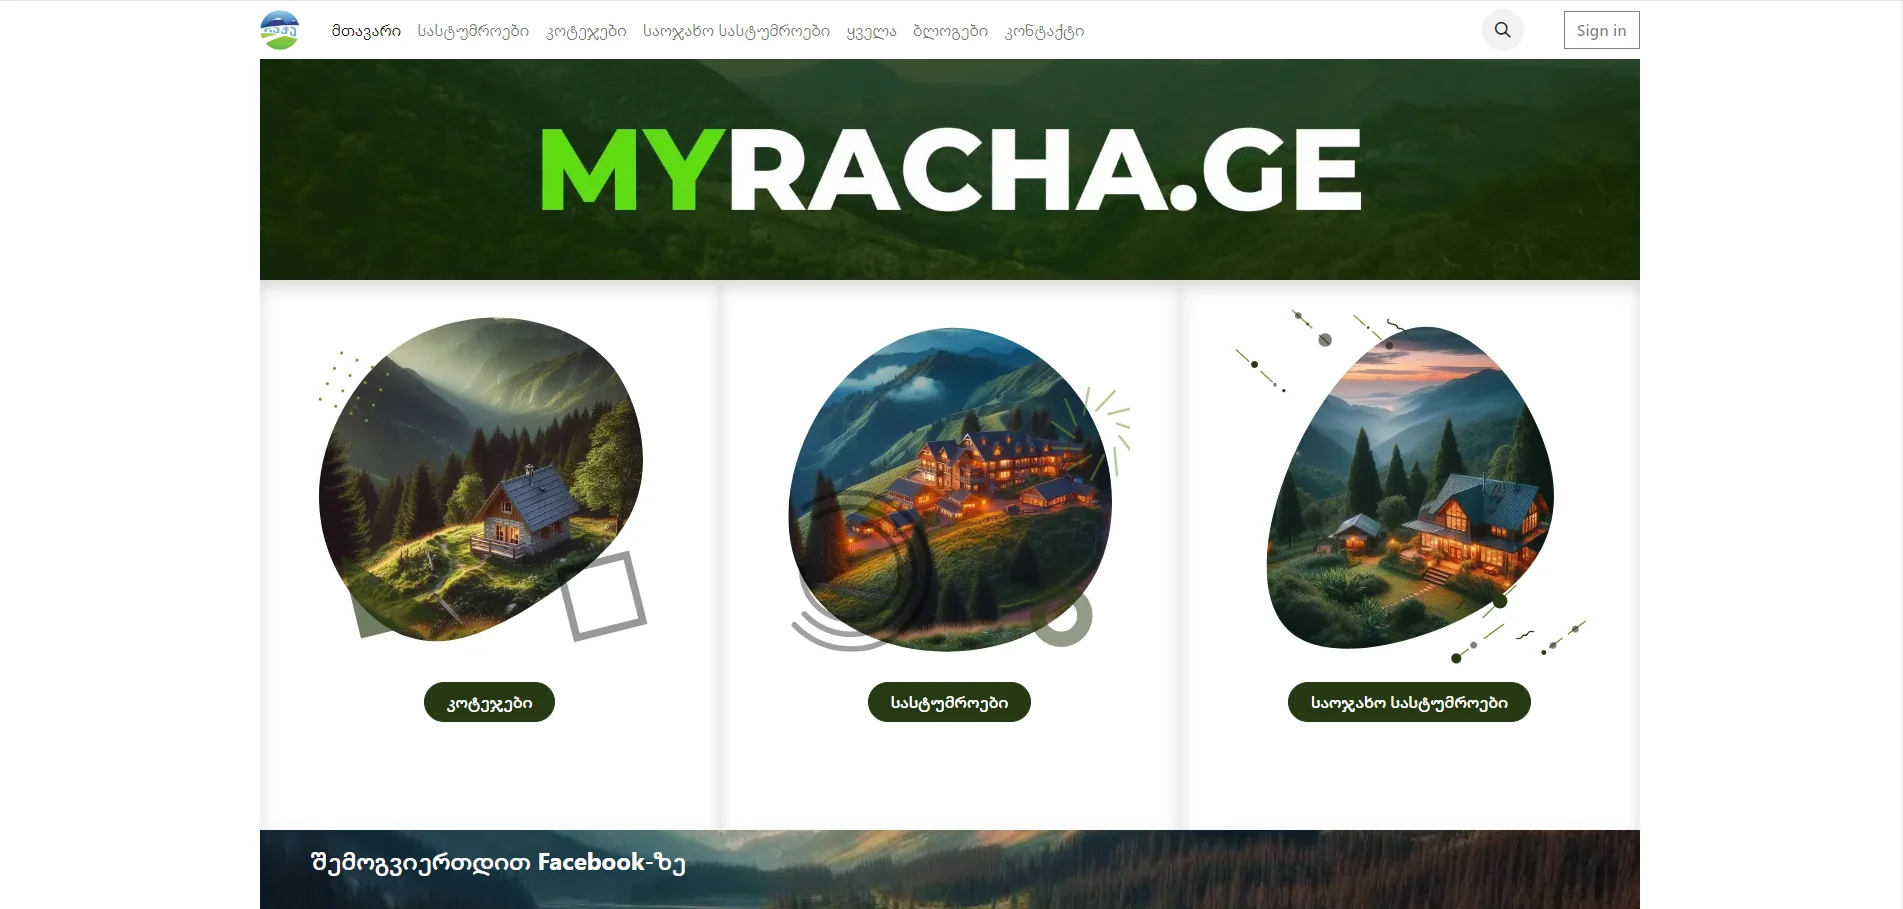 რაჭა
მთავარი სასტუმროები კოტეჯები საოჯახო სასტუმროები ყველა ბლოგები კონტაქტი Sign in
MYRACHA.GE
კოტეჯები სასტუმროები საოჯახო სასტუმროები
შემოგვიერთდით Facebook-ზე